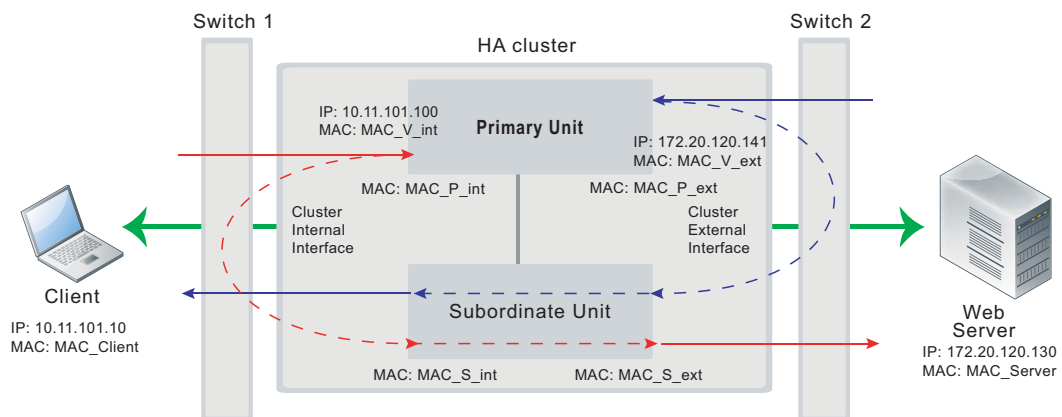 Switch 1
Switch 2
HA cluster
IP: 10.11.101.100
MAC: MAC_V_int
Primary Unit
IP: 172.20.120.141
MAC: MAC_V_ext
MAC: MAC_P_int
MAC: MAC_P_ext
Cluster
Internal
Interface
Cluster
External
Interface
Client
IP: 10.11.101.10
MAC: MAC_Client
Subordinate Unit
Web
Server
IP: 172.20.120.130
MAC: MAC_Server
MAC: MAC_S_int
MAC: MAC_S_ext